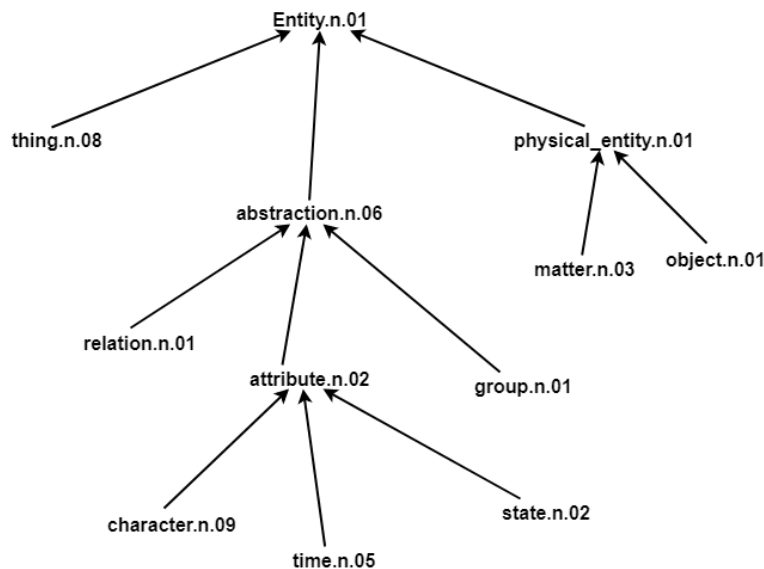 Entity.n.01
thing.n.08
physical_entity.n.01
abstraction.n.06
matter.n.03
object.n.01
relation.n.01
attribute.n.02
group.n.01
character.n.09
state.n.02
time.n.05